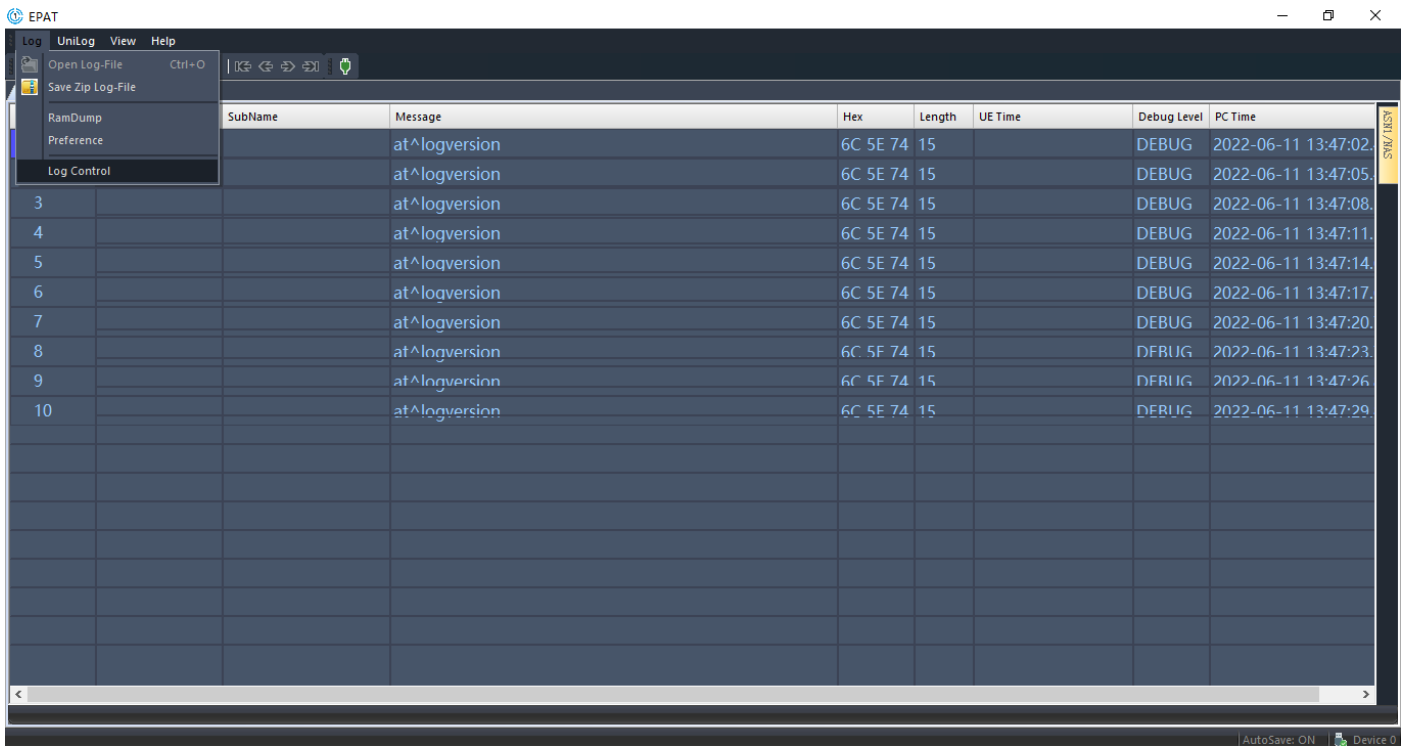 EPAT
Log UniLog View Help
Open Log-File Ctrl+O
Save Zip Log-File
RamDump
Preference
Log Control
SubName Message Hex Length UE Time Debug Level PC Time
at^logversion 6C 5E 74 15 DEBUG 2022-06-11 13:47:02.
at^logversion 6C 5E 74 15 DEBUG 2022-06-11 13:47:05.
3 at^logversion 6C 5E 74 15 DEBUG 2022-06-11 13:47:08.
4 at^logversion 6C 5E 74 15 DEBUG 2022-06-11 13:47:11.
5 at^logversion 6C 5E 74 15 DEBUG 2022-06-11 13:47:14.
6 at^logversion 6C 5E 74 15 DEBUG 2022-06-11 13:47:17.
7 at^logversion 6C 5E 74 15 DEBUG 2022-06-11 13:47:20.
8 at^logversion 6C 5E 74 15 DEBUG 2022-06-11 13:47:23.
9 at^logversion 6C 5E 74 15 DEBUG 2022-06-11 13:47:26
10 at^logversion 6C 5E 74 15 DEBUG 2022-06-11 13:47:29.
ASN1/NAS
AutoSave: ON Device 0